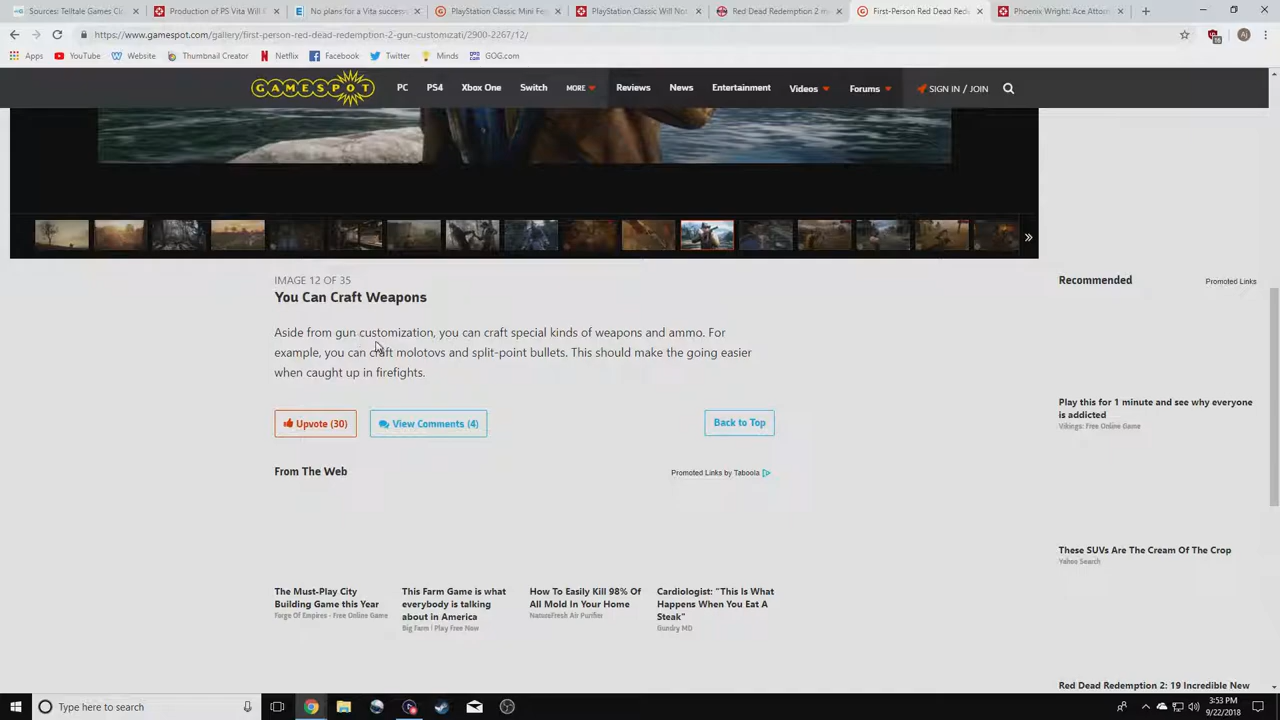 Sources: Telltale Games Clo
Production of PS Vita Will E
No plans for a Vita success
PlayStation Classic Mini Fea
PlayStation Classic Will Not
Red Dead Redemption 2 m
First-Person Red Dead Rede
Phoenix Wright: Ace Attorn
https://www.gamespot.com/gallery/first-person-red-dead-redemption-2-gun-customizati/2900-2267/12/
Apps YouTube Website Thumbnail Creator Netflix Facebook Twitter Minds GOG.com
GAMESPOT PC PS4 Xbox One Switch MORE Reviews News Entertainment Videos Forums SIGN IN / JOIN
IMAGE 12 OF 35
You Can Craft Weapons
Aside from gun customization, you can craft special kinds of weapons and ammo. For
example, you can craft molotovs and split-point bullets. This should make the going easier
when caught up in firefights.
Upvote (30) View Comments (4) Back to Top
From The Web
Promoted Links by Taboola
The Must-Play City
Building Game this Year
Forge Of Empires - Free Online Game
This Farm Game is what
everybody is talking
about in America
Big Farm | Play Free Now
How To Easily Kill 98% Of
All Mold In Your Home
NatureFresh Air Purifier
Cardiologist: "This Is What
Happens When You Eat A
Steak"
Gundry MD
Recommended
Promoted Links
Play this for 1 minute and see why everyone
is addicted
Vikings: Free Online Game
These SUVs Are The Cream Of The Crop
Yahoo Search
Red Dead Redemption 2: 19 Incredible New
Type here to search
3:53 PM
9/22/2018